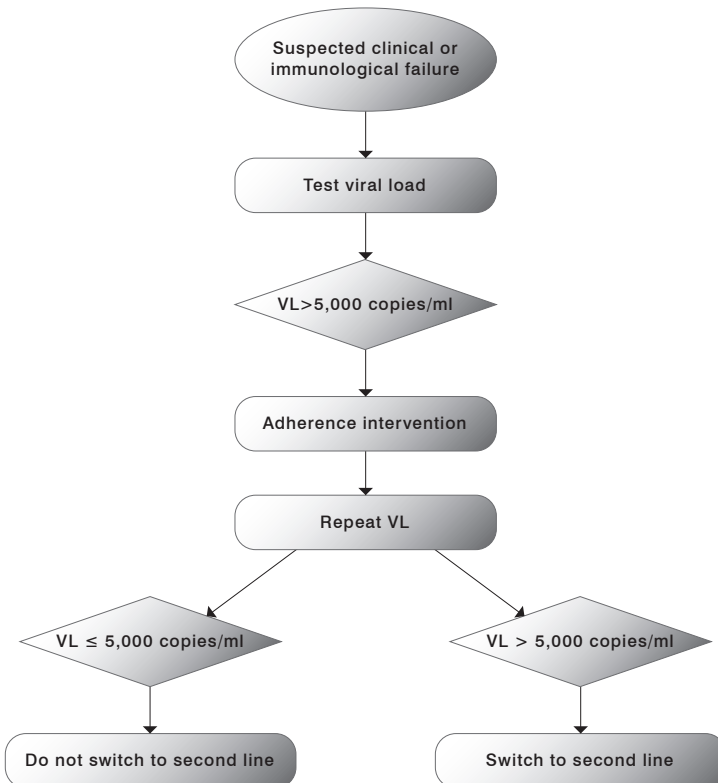 Suspected clinical or
immunological failure
Test viral load
VL>5,000 copies/ml
Adherence intervention
Repeat VL
VL ≤ 5,000 copies/ml
VL > 5,000 copies/ml
Do not switch to second line
Switch to second line